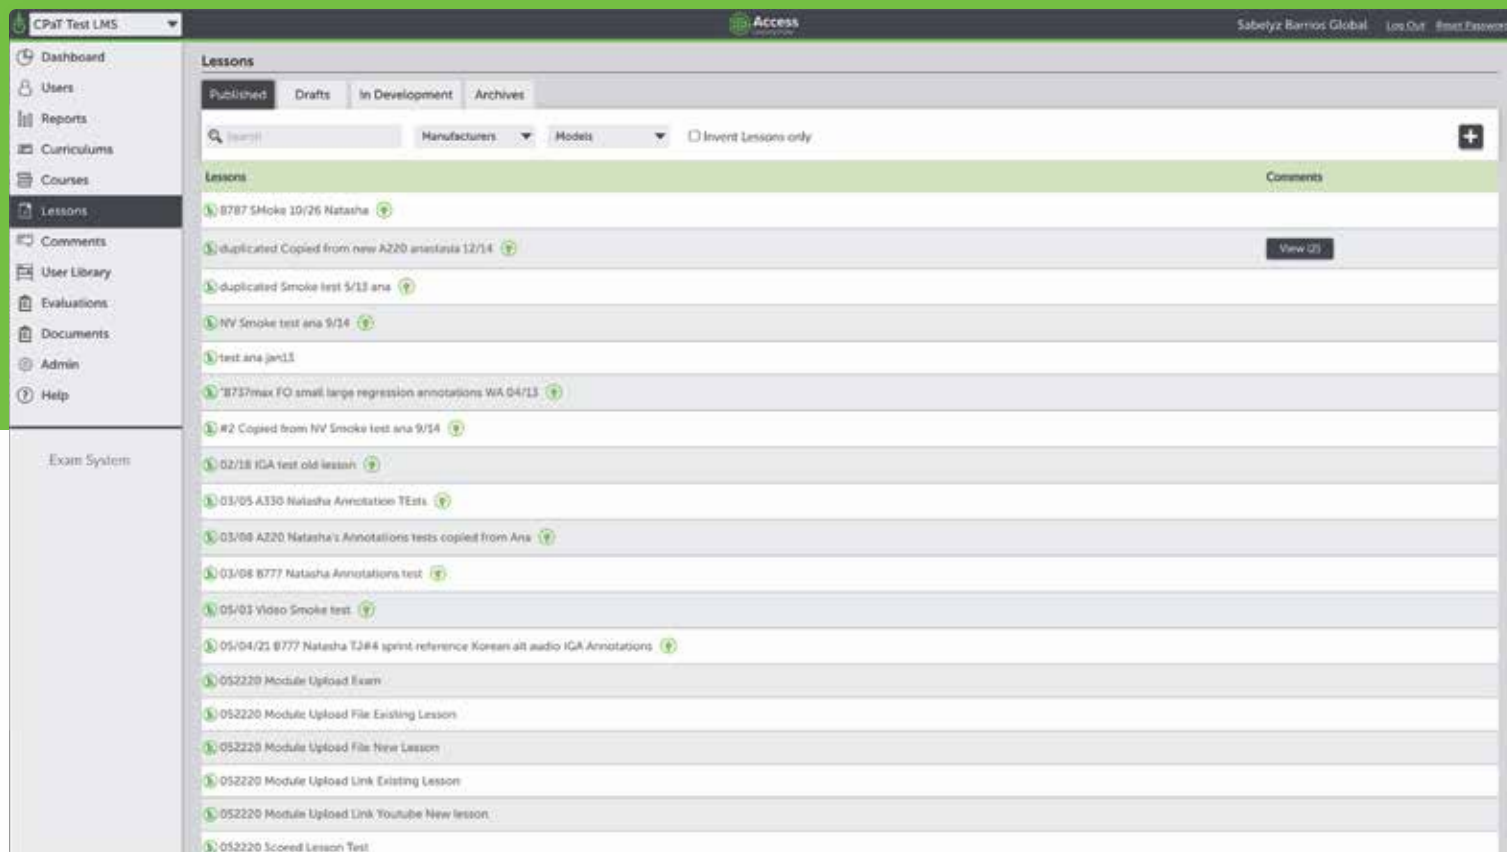 CPaT Test LMS
Access
Sabelyz Barrios Global Log Out Reset Password
Dashboard
Users
Reports
Curriculums
Courses
Lessons
Comments
User Library
Evaluations
Documents
Admin
Help
Exam System
Lessons
Published Drafts In Development Archives
Search Manufacturers Models Invent Lessons only
Lessons Comments
B787 SMoke 10/26 Natasha
duplicated Copied from new A220 anastasia 12/14 View (2)
duplicated Smoke test 5/13 ana
NV Smoke test ana 9/14
test ana jan13
"B737max FO small large regression annotations WA 04/13
#2 Copied from NV Smoke test ana 9/14
02/18 IGA test old lesson
03/05 A330 Natasha Annotation TEsts
03/08 A220 Natasha's Annotations tests copied from Ana
03/08 B777 Natasha Annotations test
05/03 Video Smoke test
05/04/21 B777 Natasha TJ#4 sprint reference Korean alt audio IGA Annotations
052220 Module Upload Exam
052220 Module Upload File Existing Lesson
052220 Module Upload File New Lesson
052220 Module Upload Link Existing Lesson
052220 Module Upload Link Youtube New lesson
052220 Scored Lesson Test